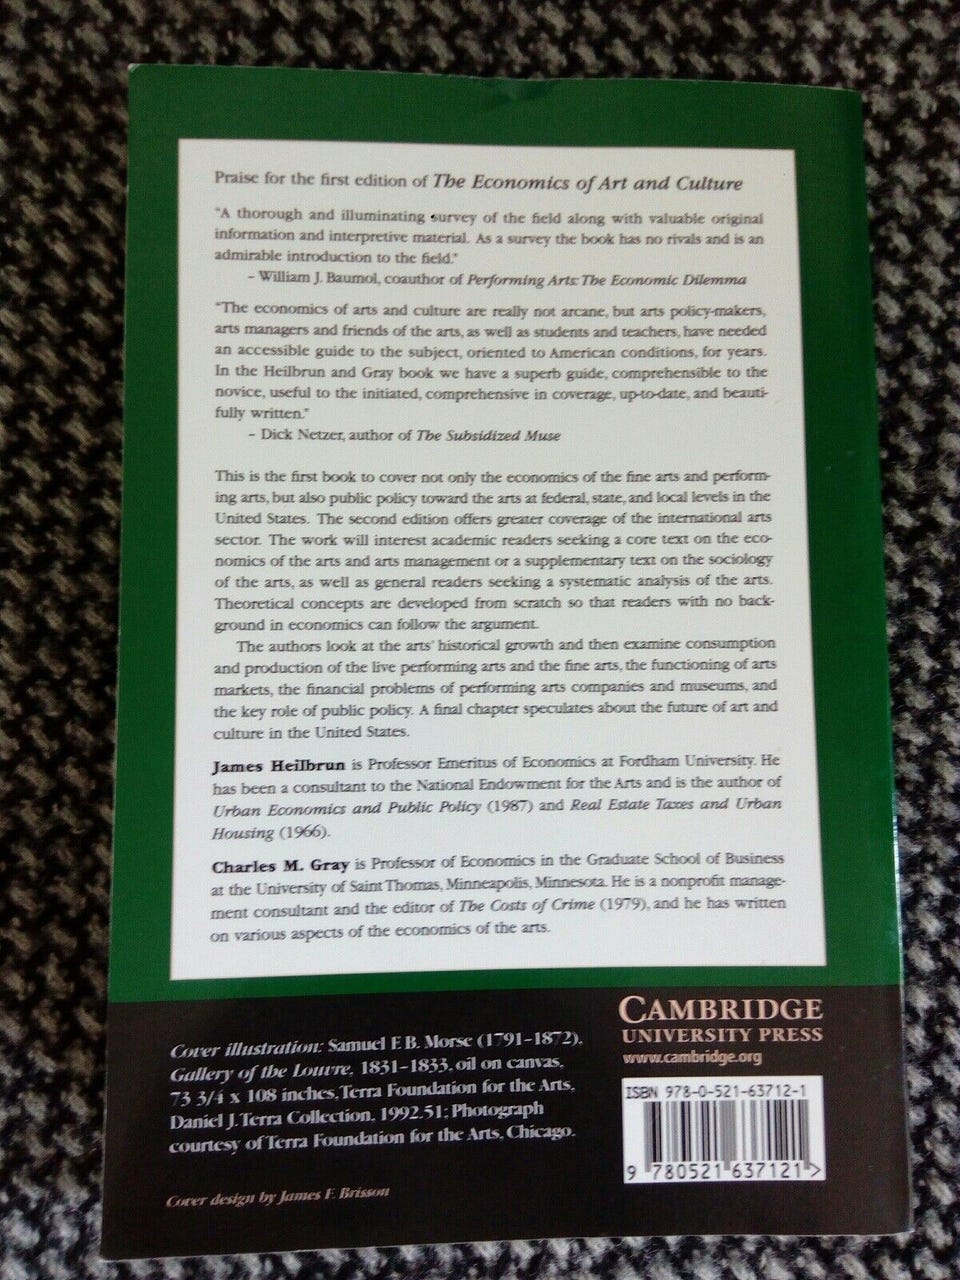 Praise for the first edition of The Economics of Art and Culture
"A thorough and illuminating survey of the field along with valuable original
information and interpretive material. As a survey the book has no rivals and is an
admirable introduction to the field."
– William J. Baumol, coauthor of Performing Arts: The Economic Dilemma
"The economics of arts and culture are really not arcane, but arts policy-makers,
arts managers and friends of the arts, as well as students and teachers, have needed
an accessible guide to the subject, oriented to American conditions, for years.
In the Heilbrun and Gray book we have a superb guide, comprehensible to the
novice, useful to the initiated, comprehensive in coverage, up-to-date, and beauti-
fully written."
– Dick Netzer, author of The Subsidized Muse
This is the first book to cover not only the economics of the fine arts and perform-
ing arts, but also public policy toward the arts at federal, state, and local levels in the
United States. The second edition offers greater coverage of the international arts
sector. The work will interest academic readers seeking a core text on the eco-
nomics of the arts and arts management or a supplementary text on the sociology
of the arts, as well as general readers seeking a systematic analysis of the arts.
Theoretical concepts are developed from scratch so that readers with no back-
ground in economics can follow the argument.
The authors look at the arts' historical growth and then examine consumption
and production of the live performing arts and the fine arts, the functioning of arts
markets, the financial problems of performing arts companies and museums, and
the key role of public policy. A final chapter speculates about the future of art and
culture in the United States.
James Heilbrun is Professor Emeritus of Economics at Fordham University. He
has been a consultant to the National Endowment for the Arts and is the author of
Urban Economics and Public Policy (1987) and Real Estate Taxes and Urban
Housing (1966).
Charles M. Gray is Professor of Economics in the Graduate School of Business
at the University of Saint Thomas, Minneapolis, Minnesota. He is a nonprofit manage-
ment consultant and the editor of The Costs of Crime (1979), and he has written
on various aspects of the economics of the arts.
Cover illustration: Samuel F. B. Morse (1791–1872),
Gallery of the Louvre, 1831–1833, oil on canvas,
73 3/4 x 108 inches, Terra Foundation for the Arts,
Daniel J. Terra Collection, 1992.51; Photograph
courtesy of Terra Foundation for the Arts, Chicago.
Cover design by James F. Brisson
CAMBRIDGE
UNIVERSITY PRESS
www.cambridge.org
ISBN 978-0-521-63712-1
9 780521 637121 >